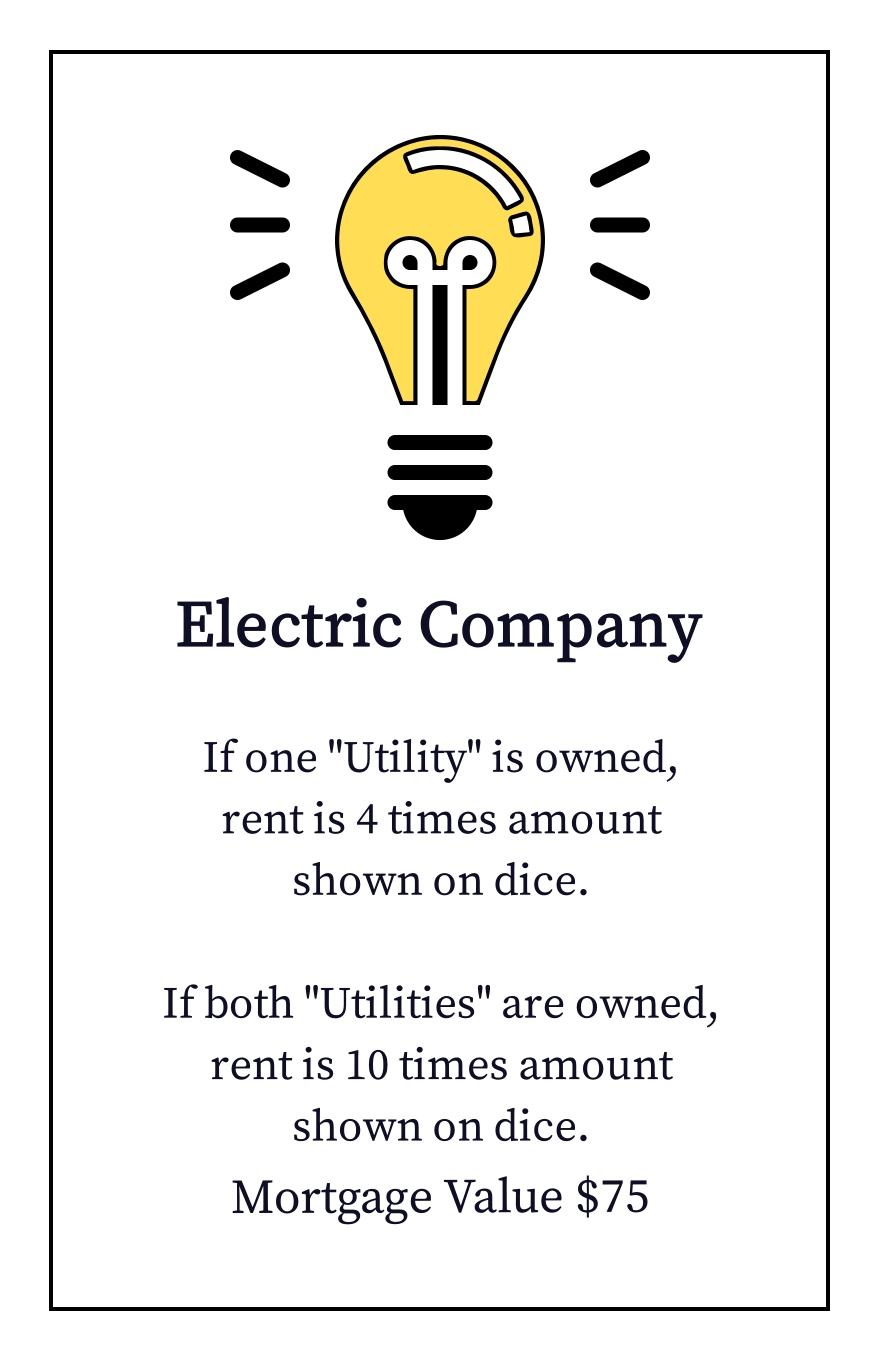 Electric Company
If one "Utility" is owned,
rent is 4 times amount
shown on dice.
If both "Utilities" are owned,
rent is 10 times amount
shown on dice.
Mortgage Value $75